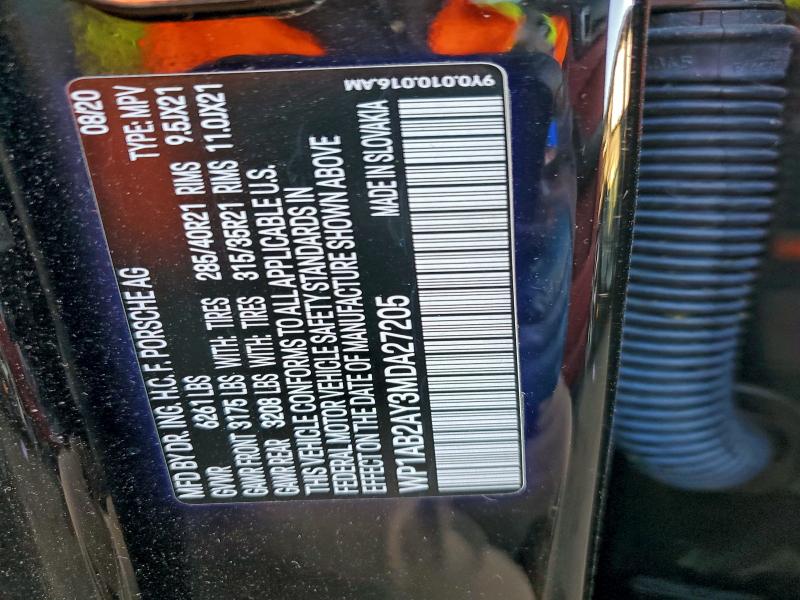 MFD BY DR. ING. H.C. F. PORSCHE AG 08/20
GVWR 6261 LBS TYPE: MPV
GAWR FRONT 3175 LBS WITH: TIRES 285/40R21 RIMS 9.5JX21
GAWR REAR 3208 LBS WITH: TIRES 315/35R21 RIMS 11.0JX21
THIS VEHICLE CONFORMS TO ALL APPLICABLE U.S.
FEDERAL MOTOR VEHICLE SAFETY STANDARDS IN
EFFECT ON THE DATE OF MANUFACTURE SHOWN ABOVE
MADE IN SLOVAKIA
WP1AB2AY3MDA27205
9Y0.010.016.AM